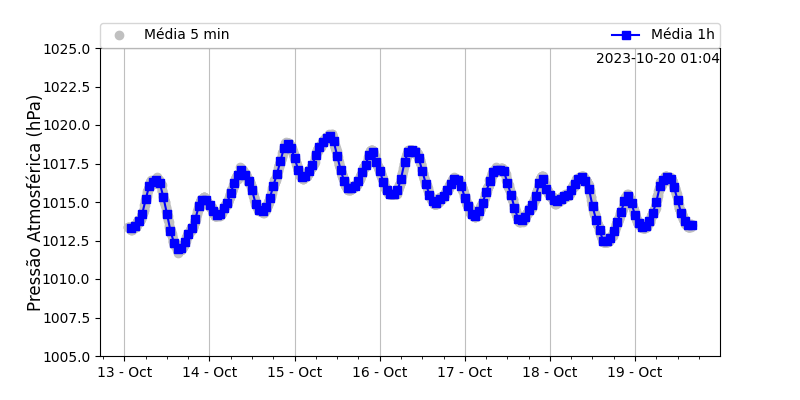 Média 5 min
Média 1h
2023-10-20 01:04
Pressão Atmosférica (hPa)
1025.0
1022.5
1020.0
1017.5
1015.0
1012.5
1010.0
1007.5
1005.0
13 - Oct
14 - Oct
15 - Oct
16 - Oct
17 - Oct
18 - Oct
19 - Oct